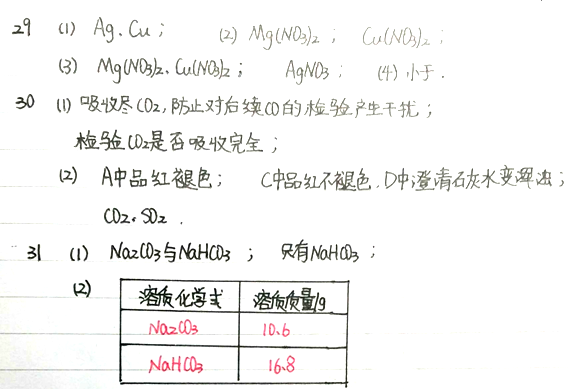 29 (1) Ag、Cu； (2) Mg(NO3)2； Cu(NO3)2；
(3) Mg(NO3)2、Cu(NO3)2； AgNO3； (4) 小于.
30 (1) 吸收尽CO2,防止对后续CO的检验产生干扰；
检验CO2是否吸收完全；
(2) A中品红褪色； C中品红不褪色,D中澄清石灰水变浑浊；
CO2、SO2.
31 (1) Na2CO3与NaHCO3； 只有NaHCO3；
(2) 溶质化学式 溶质质量/g
Na2CO3 10.6
NaHCO3 16.8